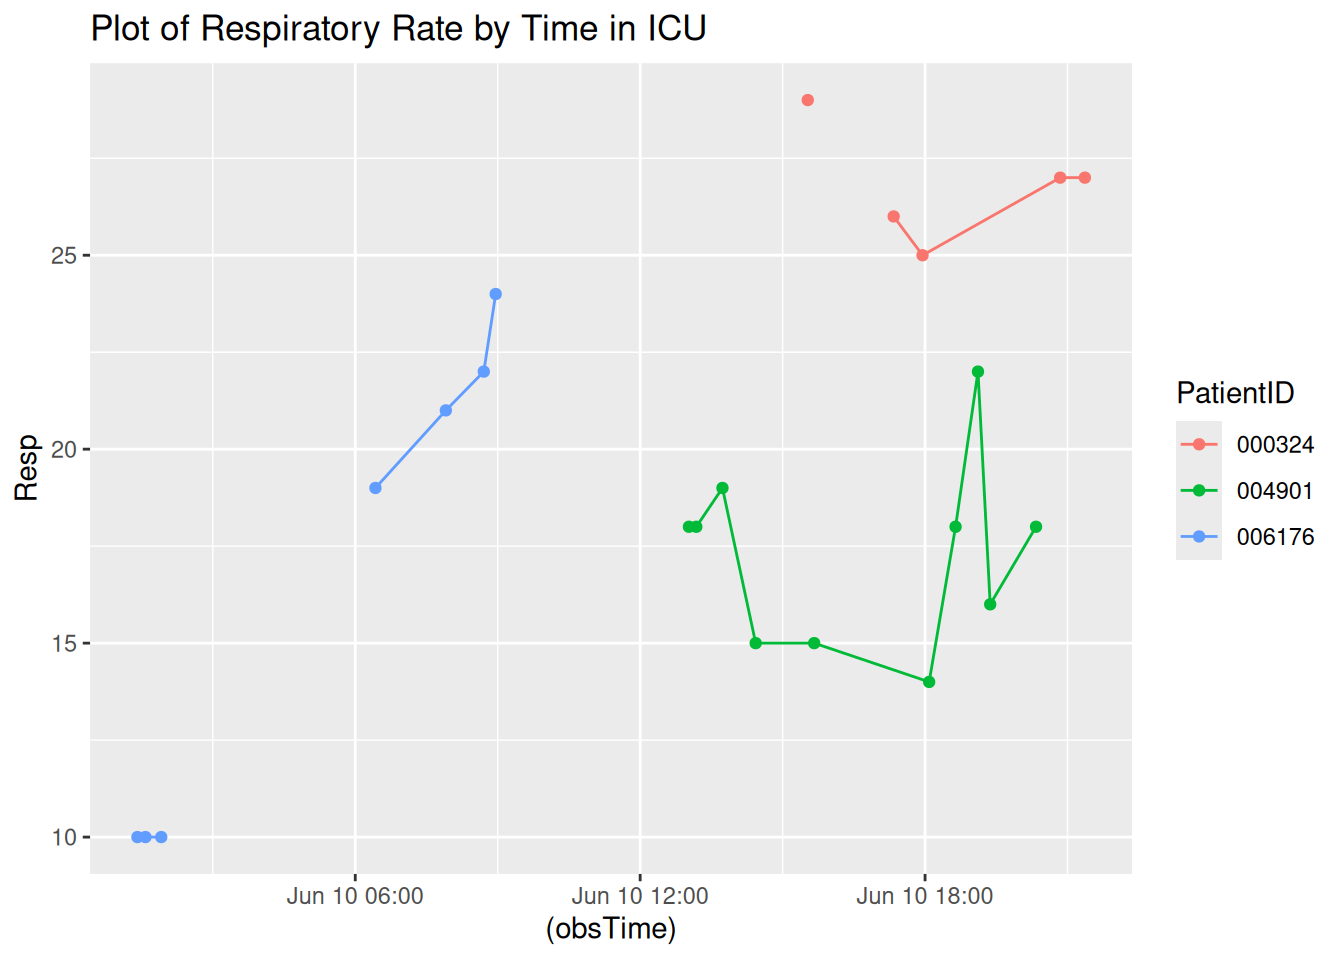 Plot of Respiratory Rate by Time in ICU
25
20
15
10
Resp
Jun 10 06:00
Jun 10 12:00
Jun 10 18:00
(obsTime)
PatientID
000324
004901
006176